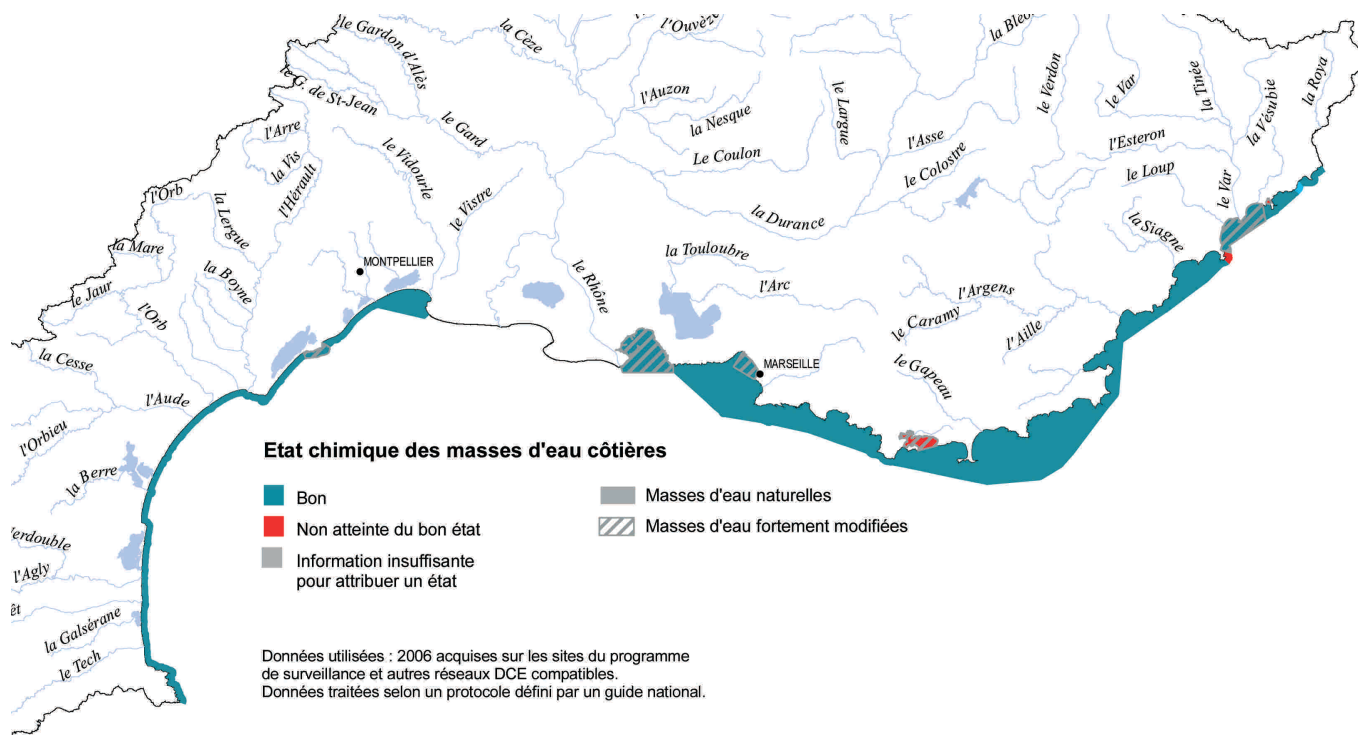 le Gardon d'Alès
la Cèze
l'Ouvèze
la Bléo
le G. de St-Jean
l'Auzon
le Largue
le Verdon
le Var
la Tinée
la Vésubie
la Roya
l'Arre
le Gard
la Nesque
l'Asse
l'Esteron
la Vis
le Vidourle
Le Coulon
le Colostre
le Loup
l'Orb
l'Hérault
la Lergue
le Vistre
la Durance
le Var
la Siagne
la Mare
la Boyne
MONTPELLIER
la Touloubre
le Rhône
le Jaur
l'Orb
l'Arc
l'Argens
le Caramy
l'Aille
la Cesse
MARSEILLE
le Gapeau
l'Aude
l'Orbieu
la Berre
Verdouble
l'Agly
êt
la Galsérane
le Tech
Etat chimique des masses d'eau côtières
Bon
Non atteinte du bon état
Information insuffisante
pour attribuer un état
Masses d'eau naturelles
Masses d'eau fortement modifiées
Données utilisées : 2006 acquises sur les sites du programme
de surveillance et autres réseaux DCE compatibles.
Données traitées selon un protocole défini par un guide national.